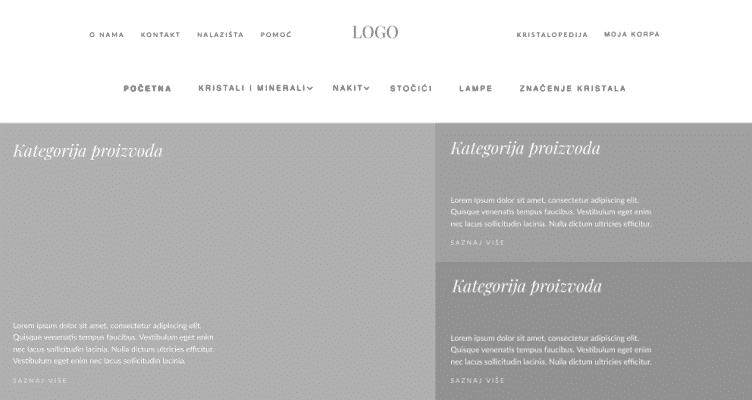 O NAMA KONTAKT NALAZIŠTA POMOĆ LOGO KRISTALOPEDIJA MOJA KORPA
POČETNA KRISTALI I MINERALI NAKIT STOČIĆI LAMPE ZNAČENJE KRISTALA
Kategorija proizvoda
Lorem ipsum dolor sit amet, consectetur adipiscing elit.
Quisque venenatis tempus faucibus. Vestibulum eget enim
nec lacus sollicitudin lacinia. Nulla dictum ultricies efficitur.
Vestibulum eget enim nec lacus sollicitudin lacinia.
SAZNAJ VIŠE
Kategorija proizvoda
Lorem ipsum dolor sit amet, consectetur adipiscing elit.
Quisque venenatis tempus faucibus. Vestibulum eget enim
nec lacus sollicitudin lacinia. Nulla dictum ultricies efficitur.
SAZNAJ VIŠE
Kategorija proizvoda
Lorem ipsum dolor sit amet, consectetur adipiscing elit.
Quisque venenatis tempus faucibus. Vestibulum eget enim
nec lacus sollicitudin lacinia. Nulla dictum ultricies efficitur.
SAZNAJ VIŠE